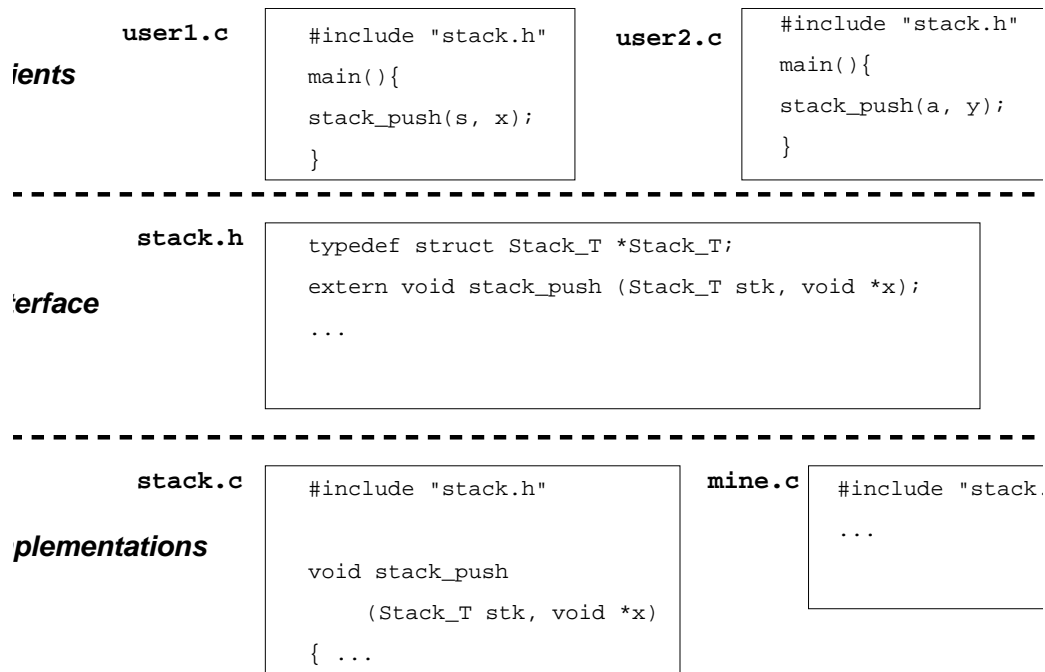 user1.c
#include "stack.h"
main(){
stack_push(s, x);
}
user2.c
#include "stack.h"
main(){
stack_push(a, y);
}
ients
stack.h
typedef struct Stack_T *Stack_T;
extern void stack_push (Stack_T stk, void *x);
...
terface
stack.c
#include "stack.h"
void stack_push
(Stack_T stk, void *x)
{ ...
mine.c
#include "stack.
...
plementations